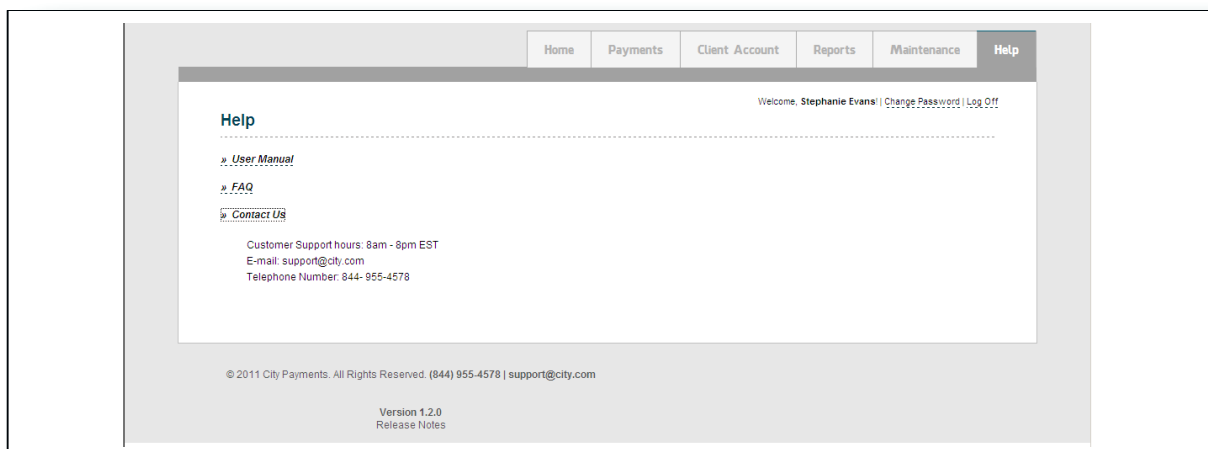 Home Payments Client Account Reports Maintenance Help
Welcome, Stephanie Evans! | Change Password | Log Off
Help
» User Manual
» FAQ
» Contact Us
Customer Support hours: 8am - 8pm EST
E-mail: support@city.com
Telephone Number: 844- 955-4578
© 2011 City Payments. All Rights Reserved. (844) 955-4578 | support@city.com
Version 1.2.0
Release Notes